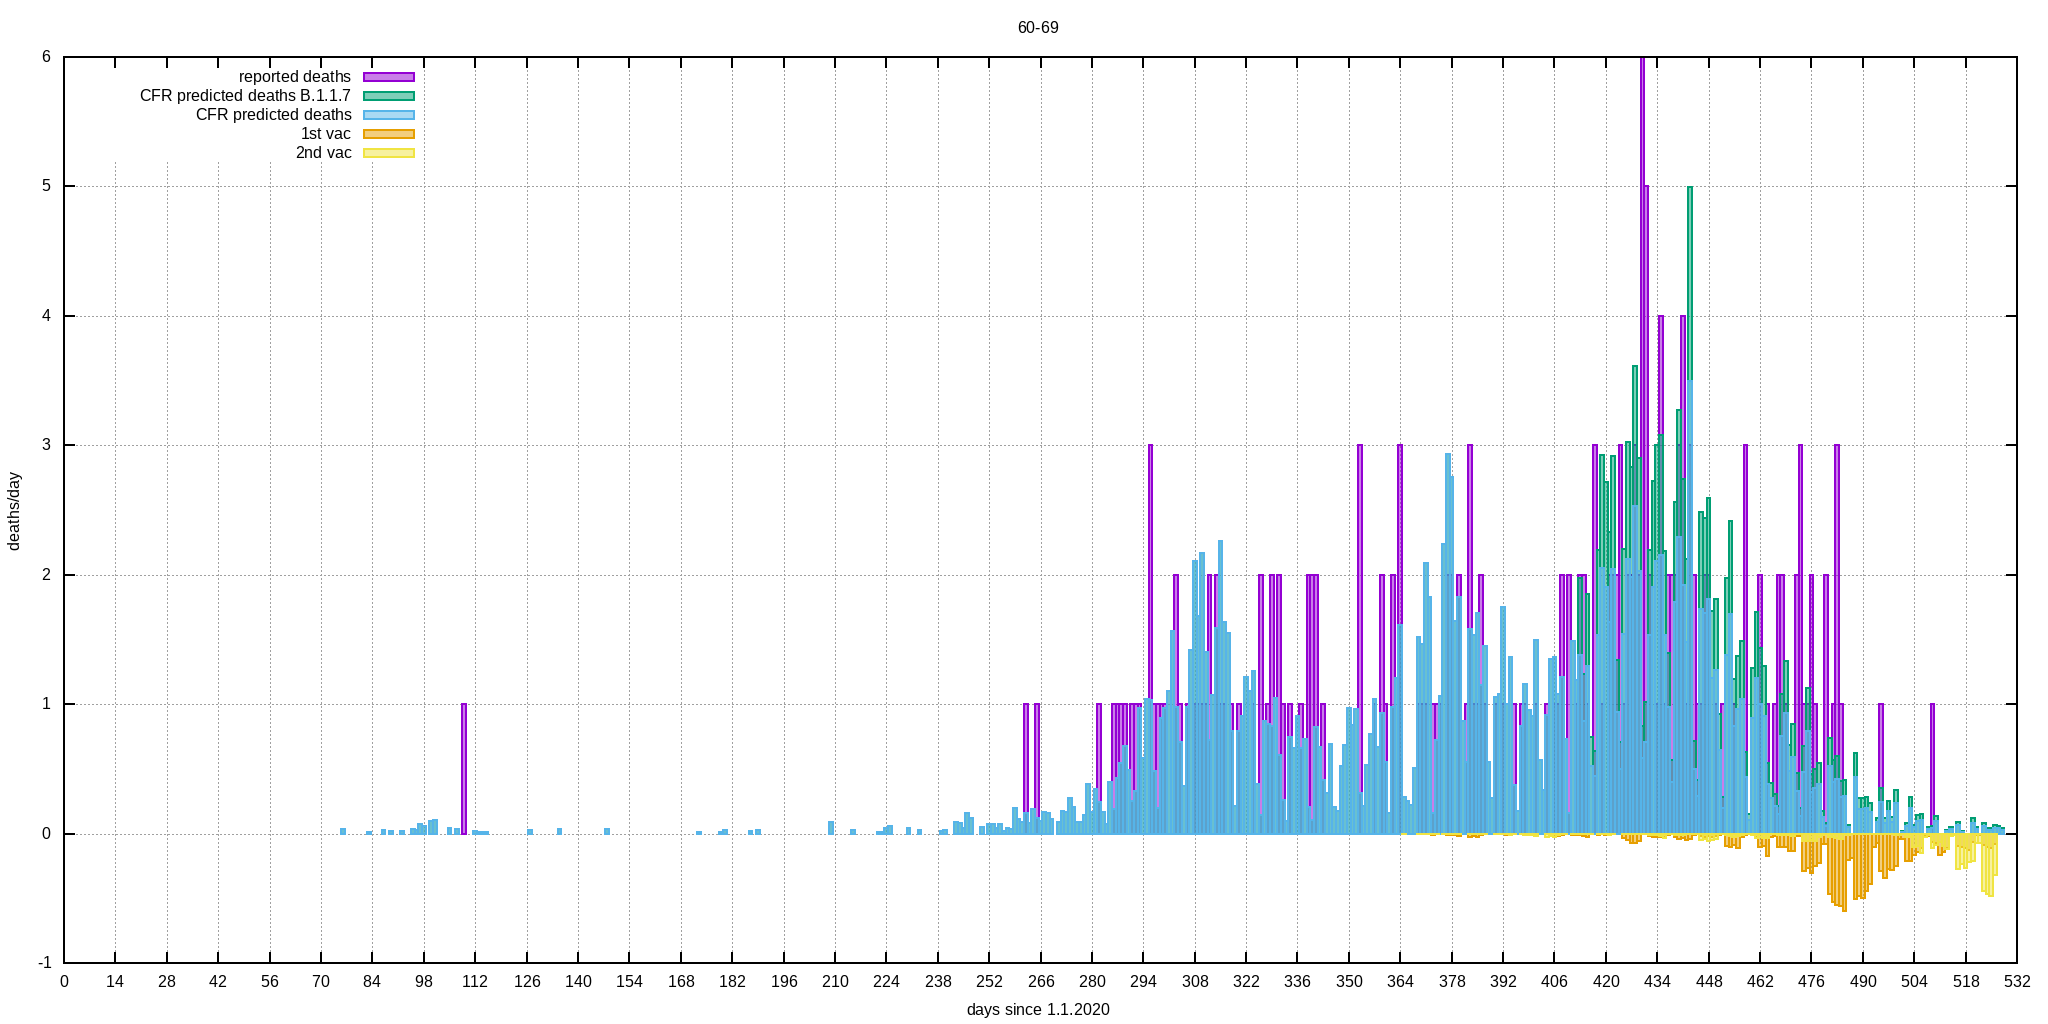 60-69
6
reported deaths
CFR predicted deaths B.1.1.7
CFR predicted deaths
1st vac
2nd vac
5
4
3
2
1
0
-1
deaths/day
0 14 28 42 56 70 84 98 112 126 140 154 168 182 196 210 224 238 252 266 280 294 308 322 336 350 364 378 392 406 420 434 448 462 476 490 504 518 532
days since 1.1.2020